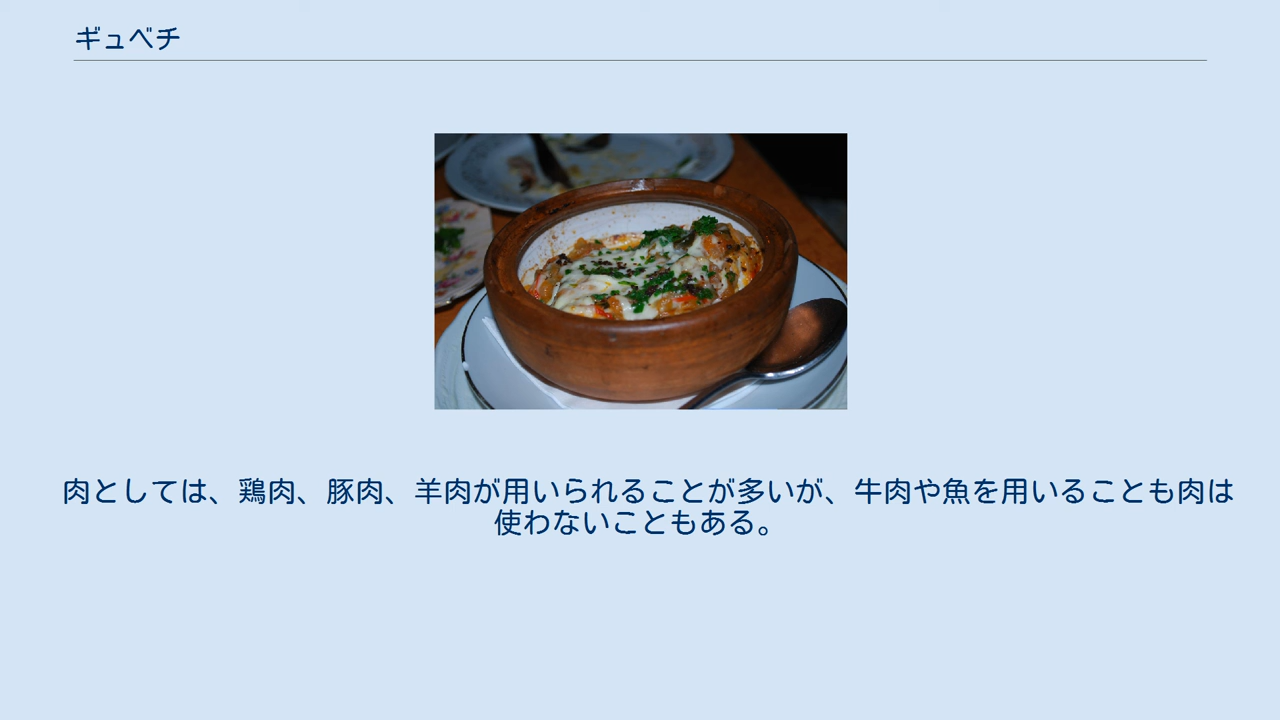 ギュベチ
肉としては、鶏肉、豚肉、羊肉が用いられることが多いが、牛肉や魚を用いることも肉は
使わないこともある。